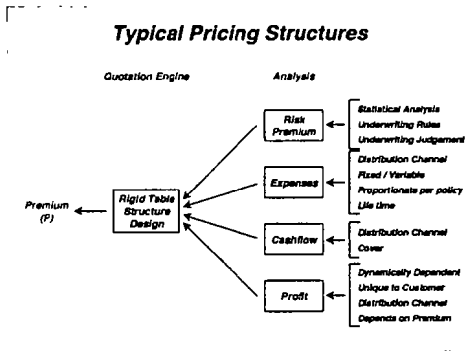 Typical Pricing Structures
Quotation Engine
Analysis
Risk
Premium
Statistical Analysis
Underwriting Rules
Underwriting Judgement
Expenses
Distribution Channel
Fixed / Variable
Proportionate per policy
Life time
Premium
(P)
Rigid Table
Structure
Design
Cashflow
Distribution Channel
Cover
Profit
Dynamically Dependent
Unique to Customer
Distribution Channel
Depends on Premium